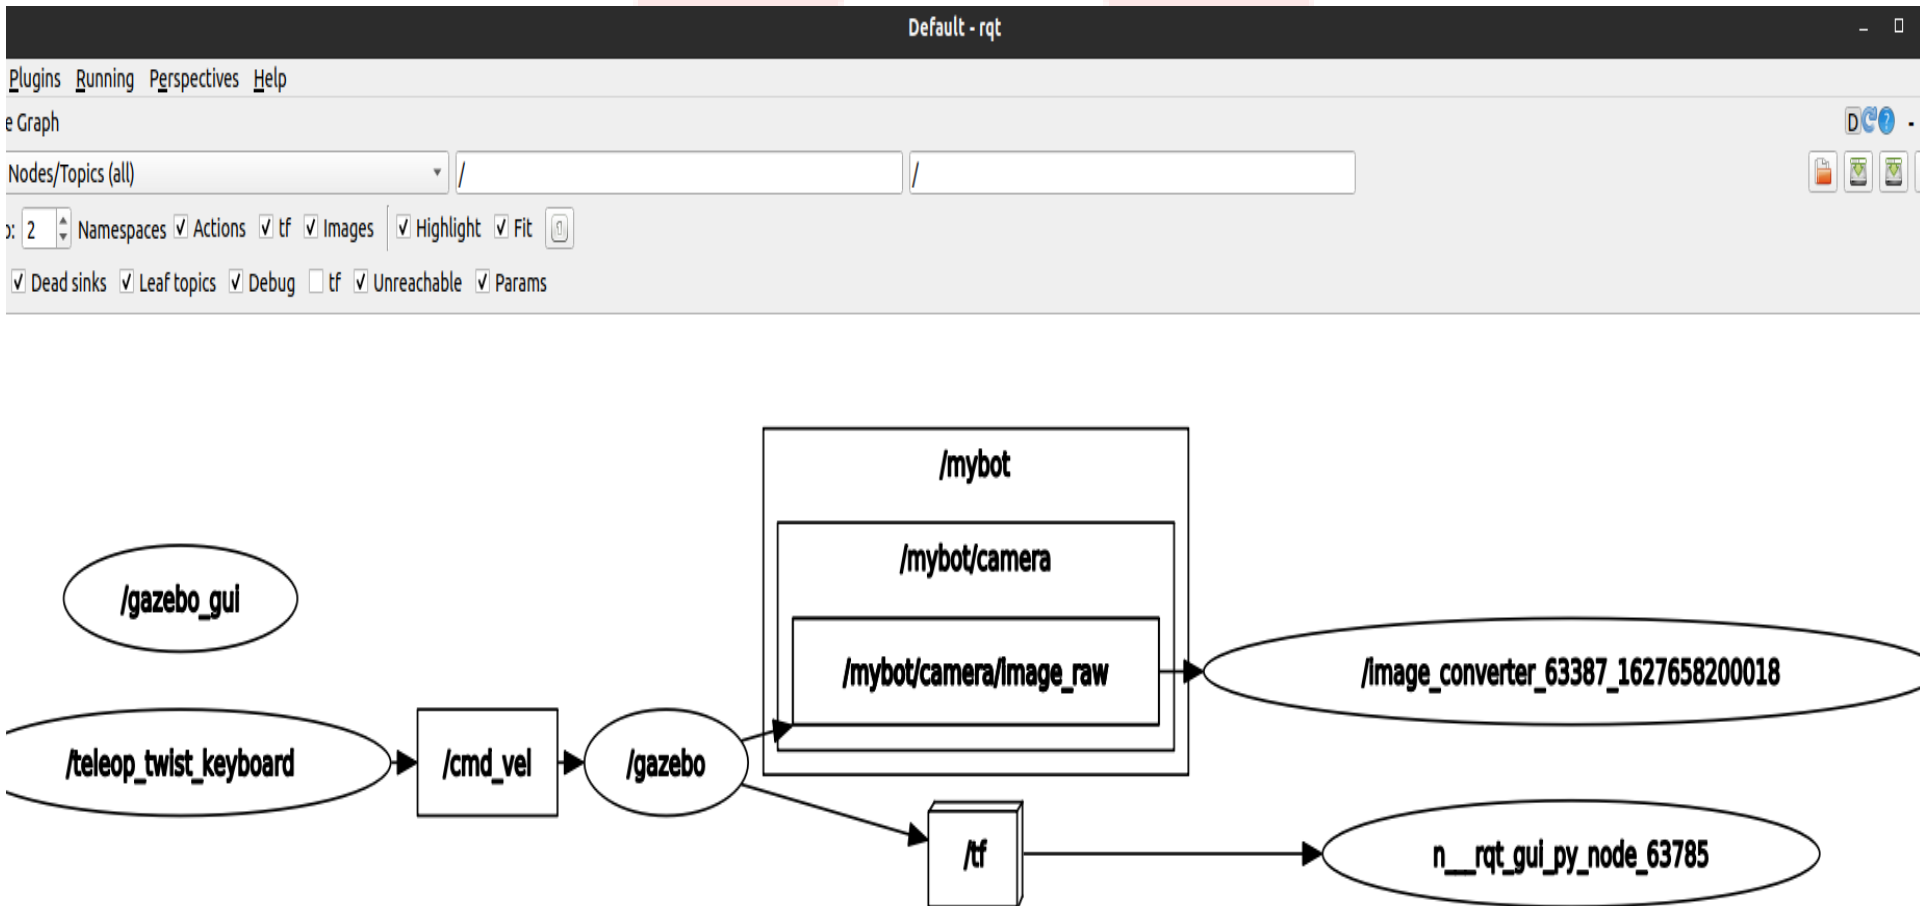 Default - rqt
Plugins Running Perspectives Help
e Graph
D
Nodes/Topics (all) / /
2 Namespaces Actions tf Images Highlight Fit
Dead sinks Leaf topics Debug tf Unreachable Params
/mybot
/mybot/camera
/gazebo_gui
/mybot/camera/image_raw
/image_converter_63387_1627658200018
/teleop_twist_keyboard
/cmd_vel
/gazebo
/tf
n__rqt_gui_py_node_63785